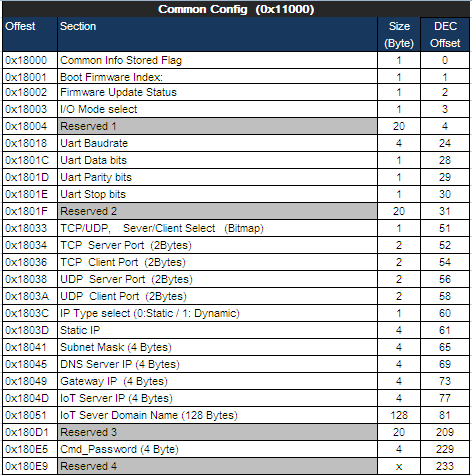 Common Config (0x11000)
Offest Section Size (Byte) DEC Offset
0x18000 Common Info Stored Flag 1 0
0x18001 Boot Firmware Index: 1 1
0x18002 Firmware Update Status 1 2
0x18003 I/O Mode select 1 3
0x18004 Reserved 1 20 4
0x18018 Uart Baudrate 4 24
0x1801C Uart Data bits 1 28
0x1801D Uart Parity bits 1 29
0x1801E Uart Stop bits 1 30
0x1801F Reserved 2 20 31
0x18033 TCP/UDP, Sever/Client Select (Bitmap) 1 51
0x18034 TCP Server Port (2Bytes) 2 52
0x18036 TCP Client Port (2Bytes) 2 54
0x18038 UDP Server Port (2Bytes) 2 56
0x1803A UDP Client Port (2Bytes) 2 58
0x1803C IP Type select (0:Static / 1: Dynamic) 1 60
0x1803D Static IP 4 61
0x18041 Subnet Mask (4 Bytes) 4 65
0x18045 DNS Server IP (4 Bytes) 4 69
0x18049 Gateway IP (4 Bytes) 4 73
0x1804D IoT Server IP (4 Bytes) 4 77
0x18051 IoT Sever Domain Name (128 Bytes) 128 81
0x180D1 Reserved 3 20 209
0x180E5 Cmd_Password (4 Byte) 4 229
0x180E9 Reserved 4 x 233